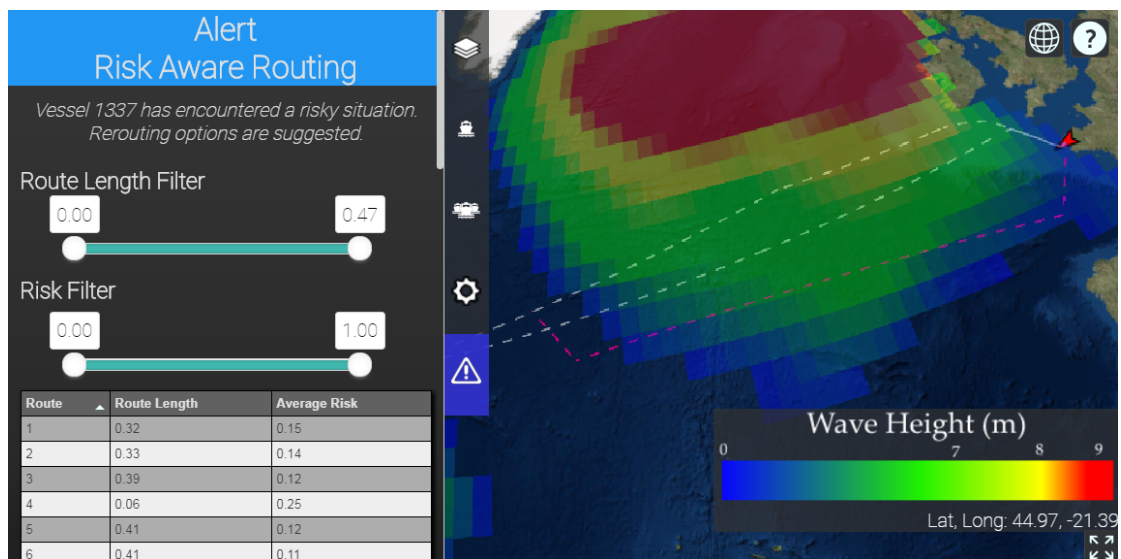 Alert
Risk Aware Routing
Vessel 1337 has encountered a risky situation.
Rerouting options are suggested.
Route Length Filter
0.00 0.47
Risk Filter
0.00 1.00
Route Route Length Average Risk
1 0.32 0.15
2 0.33 0.14
3 0.39 0.12
4 0.06 0.25
5 0.41 0.12
6 0.41 0.11
?
Wave Height (m)
0 7 8 9
Lat, Long: 44.97, -21.39